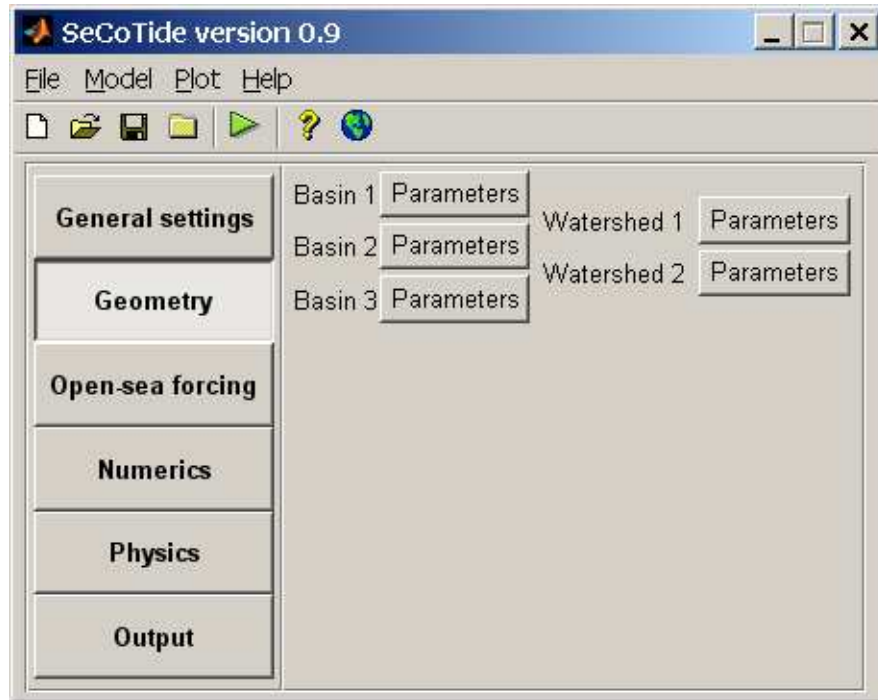 SeCoTide version 0.9
File Model Plot Help
General settings
Geometry
Open-sea forcing
Numerics
Physics
Output
Basin 1 Parameters
Basin 2 Parameters
Basin 3 Parameters
Watershed 1 Parameters
Watershed 2 Parameters